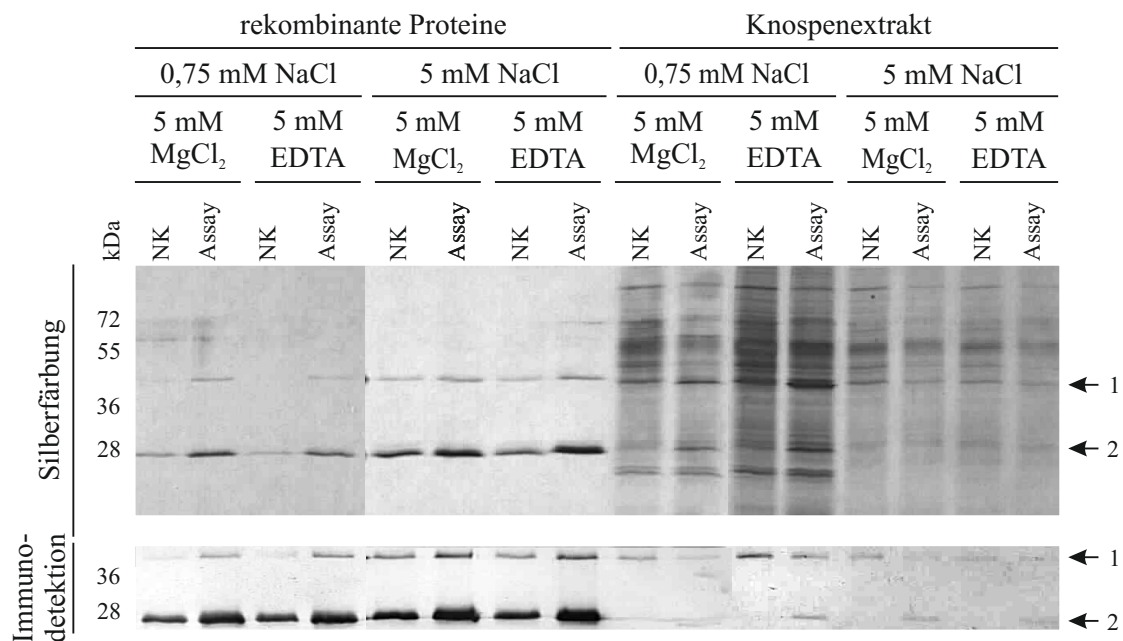 rekombinante Proteine Knospenextrakt
0,75 mM NaCl 5 mM NaCl 0,75 mM NaCl 5 mM NaCl
5 mM 5 mM 5 mM 5 mM 5 mM 5 mM 5 mM 5 mM
MgCl₂ EDTA MgCl₂ EDTA MgCl₂ EDTA MgCl₂ EDTA
kDa NK Assay NK Assay NK Assay NK Assay NK Assay NK Assay NK Assay NK Assay
Silberfärbung
72
55
1
36
28 2
Immuno-
detektion
1
36
28 2